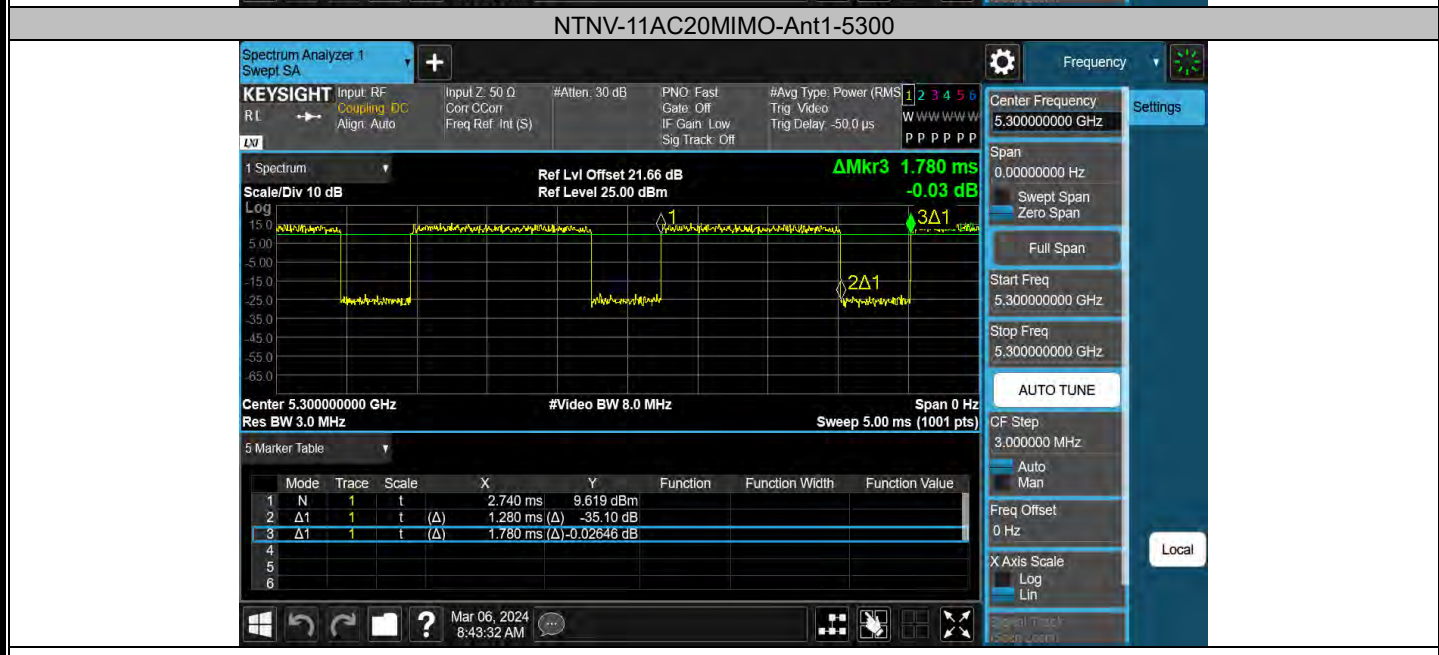 NTNV-11AC20MIMO-Ant1-5300
Spectrum Analyzer 1
Swept SA
+
Frequency
KEYSIGHT
RL
LXI
Input: RF
Coupling: DC
Align: Auto
Input Z: 50 Ω
Corr CCorr
Freq Ref: Int (S)
#Atten: 30 dB
PNO: Fast
Gate: Off
IF Gain: Low
Sig Track: Off
#Avg Type: Power (RMS
Trig: Video
Trig Delay: -50.0 µs
1 2 3 4 5 6
W W W W W W
P P P P P P
Center Frequency
5.300000000 GHz
Settings
1 Spectrum
Scale/Div 10 dB
Ref Lvl Offset 21.66 dB
Ref Level 25.00 dBm
ΔMkr3 1.780 ms
-0.03 dB
Span
0.00000000 Hz
Swept Span
Zero Span
Log
15.0
5.00
-5.00
-15.0
-25.0
-35.0
-45.0
-55.0
-65.0
1
3Δ1
2Δ1
Full Span
Start Freq
5.300000000 GHz
Stop Freq
5.300000000 GHz
AUTO TUNE
Center 5.300000000 GHz
#Video BW 8.0 MHz
Span 0 Hz
Res BW 3.0 MHz
Sweep 5.00 ms (1001 pts)
CF Step
3.000000 MHz
Auto
Man
5 Marker Table
Mode Trace Scale X Y Function Function Width Function Value
1 N 1 t 2.740 ms 9.619 dBm
2 Δ1 1 t (Δ) 1.280 ms (Δ) -35.10 dB
3 Δ1 1 t (Δ) 1.780 ms (Δ) -0.02646 dB
4
5
6
Freq Offset
0 Hz
X Axis Scale
Log
Lin
Local
Signal Track
(Span Zoom)
?
Mar 06, 2024
8:43:32 AM